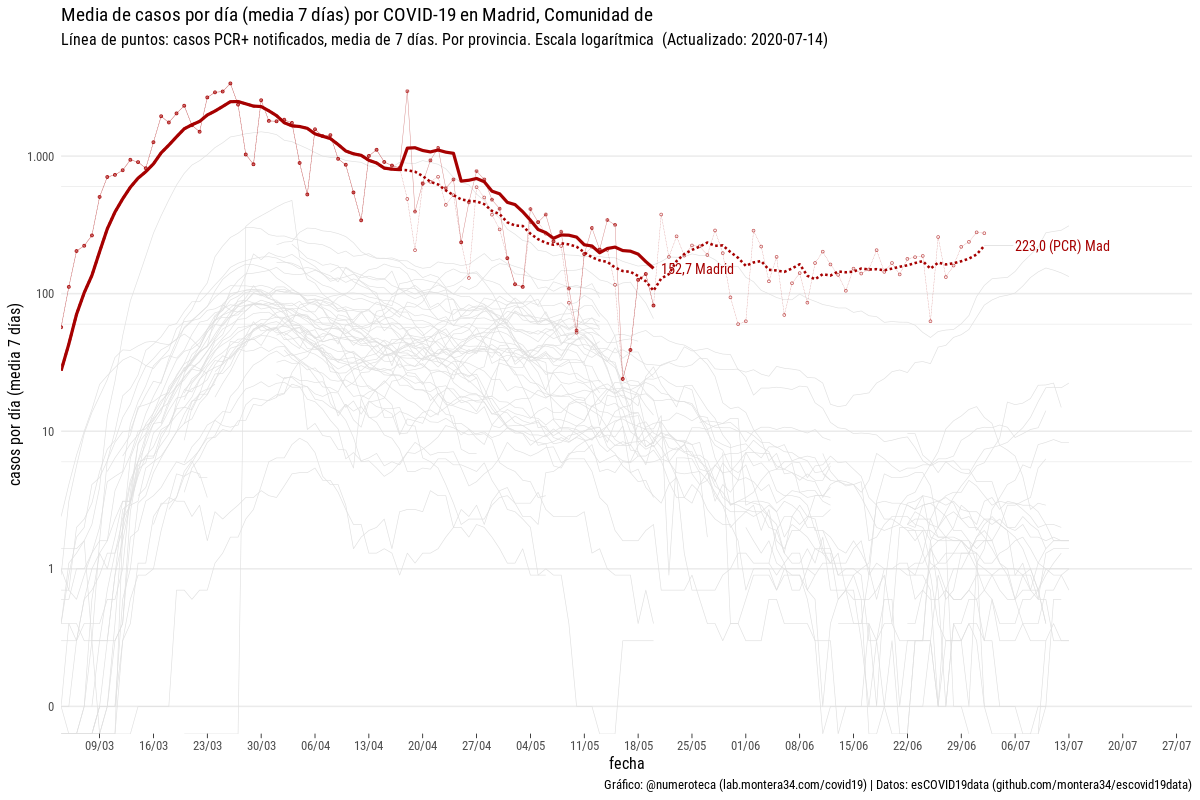 Media de casos por día (media 7 días) por COVID-19 en Madrid, Comunidad de
Línea de puntos: casos PCR+ notificados, media de 7 días. Por provincia. Escala logarítmica  (Actualizado: 2020-07-14)
casos por día (media 7 días)
1.000
100
10
1
0
223,0 (PCR) Mad
152,7 Madrid
09/03 16/03 23/03 30/03 06/04 13/04 20/04 27/04 04/05 11/05 18/05 25/05 01/06 08/06 15/06 22/06 29/06 06/07 13/07 20/07 27/07
fecha
Gráfico: @numeroteca (lab.montera34.com/covid19) | Datos: esCOVID19data (github.com/montera34/escovid19data)